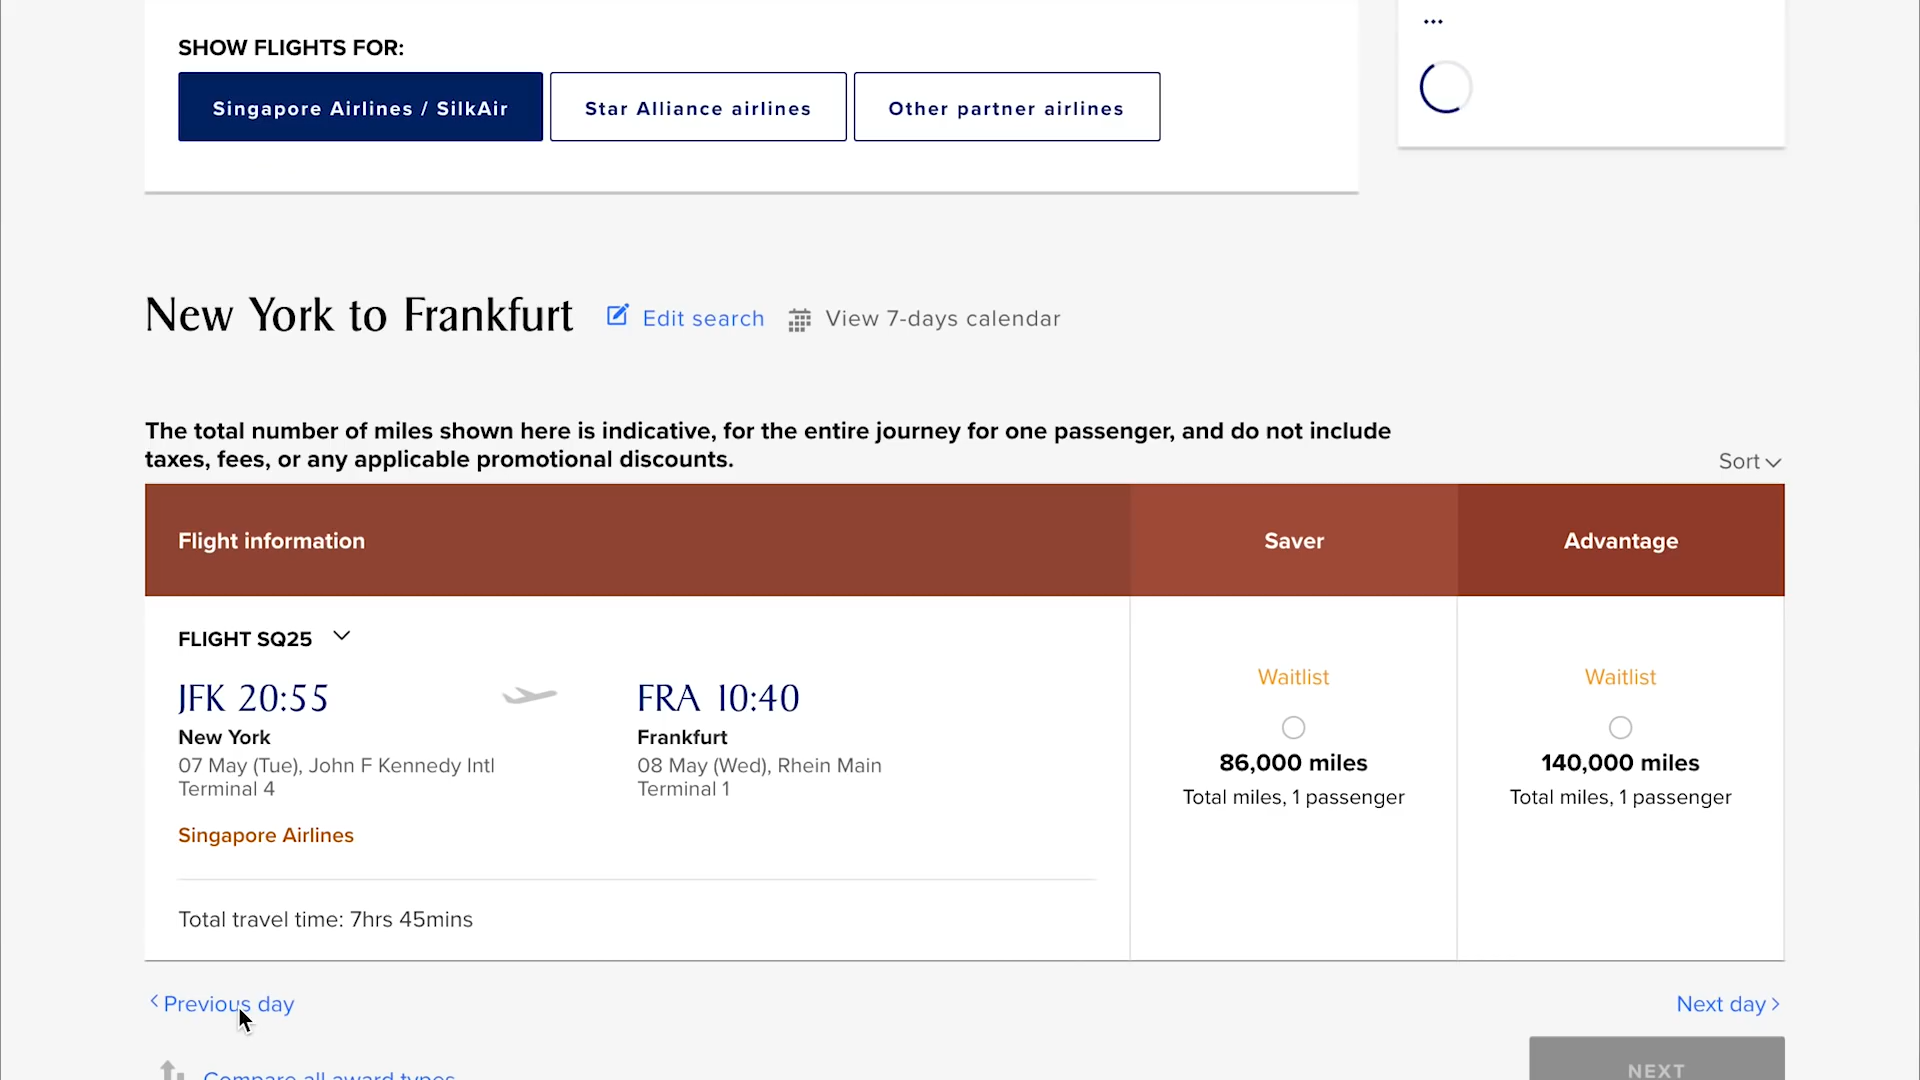 ...
SHOW FLIGHTS FOR:
Singapore Airlines / SilkAir
Star Alliance airlines
Other partner airlines
New York to Frankfurt
Edit search
View 7-days calendar
The total number of miles shown here is indicative, for the entire journey for one passenger, and do not include
taxes, fees, or any applicable promotional discounts.
Sort
Flight information
Saver
Advantage
FLIGHT SQ25
JFK 20:55
FRA 10:40
New York
Frankfurt
07 May (Tue), John F Kennedy Intl
Terminal 4
08 May (Wed), Rhein Main
Terminal 1
Singapore Airlines
Total travel time: 7hrs 45mins
Waitlist
86,000 miles
Total miles, 1 passenger
Waitlist
140,000 miles
Total miles, 1 passenger
Previous day
Next day
Compare all award types
NEXT